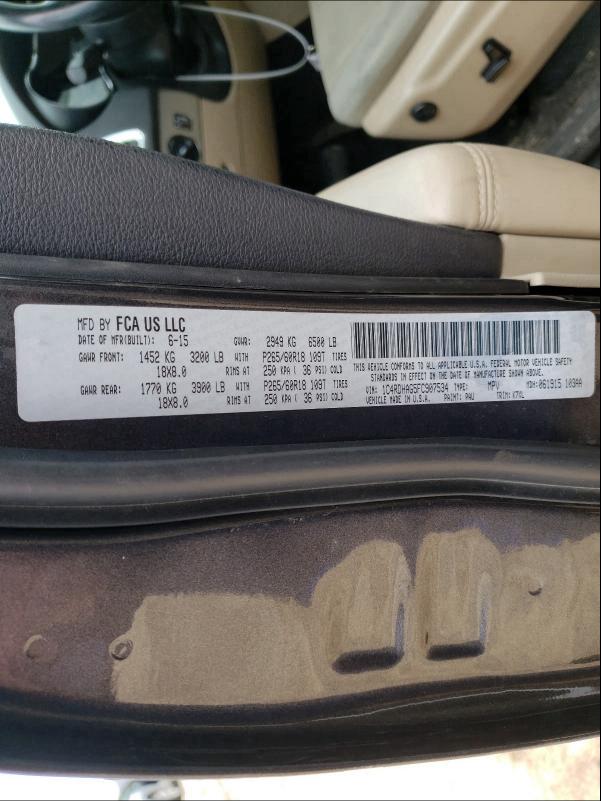 MFD BY FCA US LLC
DATE OF MFR(BUILT): 6-15 GVWR: 2949 KG 6500 LB
GAWR FRONT: 1452 KG 3200 LB WITH P265/60R18 109T TIRES
18X8.0 RIMS AT 250 KPA ( 36 PSI) COLD
GAWR REAR: 1770 KG 3900 LB WITH P265/60R18 109T TIRES
18X8.0 RIMS AT 250 KPA ( 36 PSI) COLD
THIS VEHICLE CONFORMS TO ALL APPLICABLE U.S.A. FEDERAL MOTOR VEHICLE SAFETY
STANDARDS IN EFFECT ON THE DATE OF MANUFACTURE SHOWN ABOVE.
VIN: 1C4RDHAG5FC907534 TYPE: MPV MDH: 061915 103AA
VEHICLE MADE IN U.S.A. PAINT: PAU TRIM: K7XL